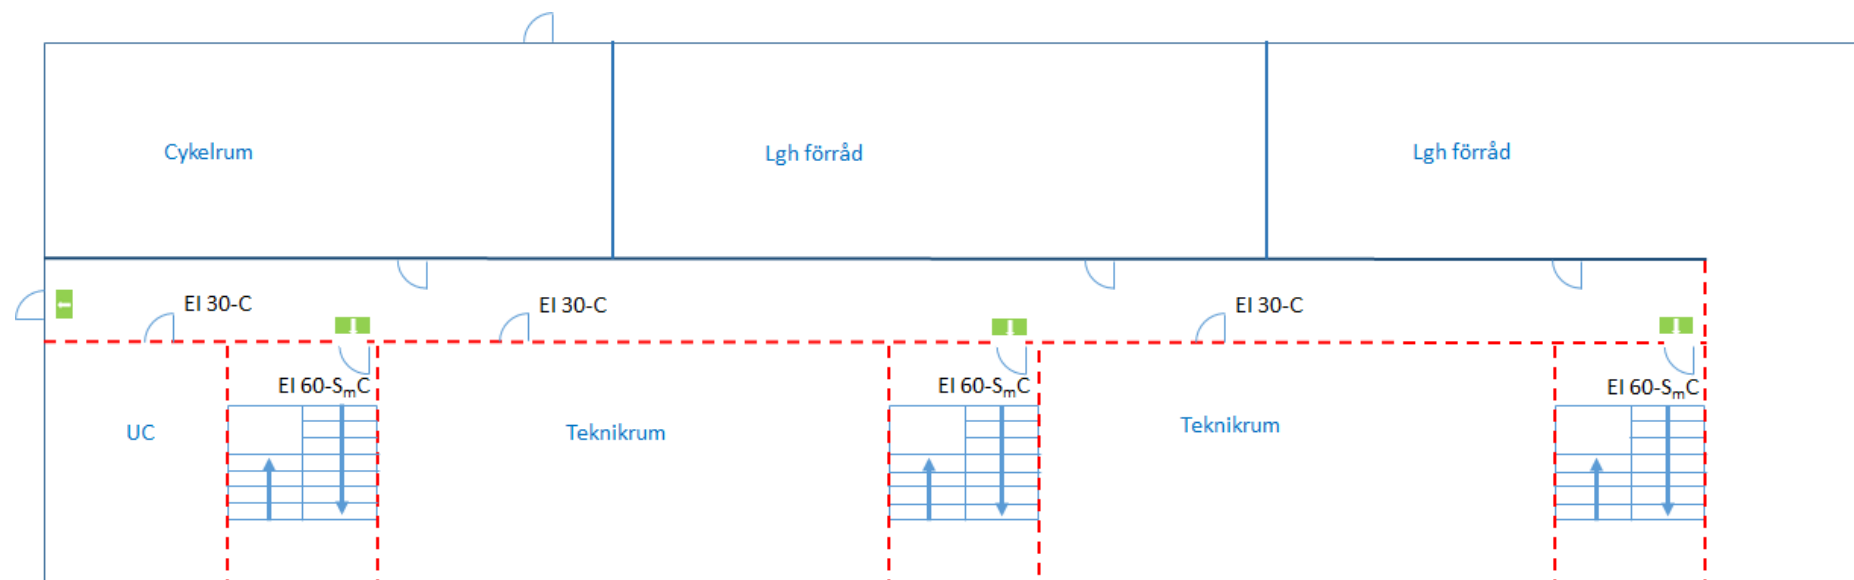 Cykelrum
Lgh förråd
Lgh förråd
EI 30-C
EI 30-C
EI 30-C
EI 60-SmC
EI 60-SmC
EI 60-SmC
UC
Teknikrum
Teknikrum